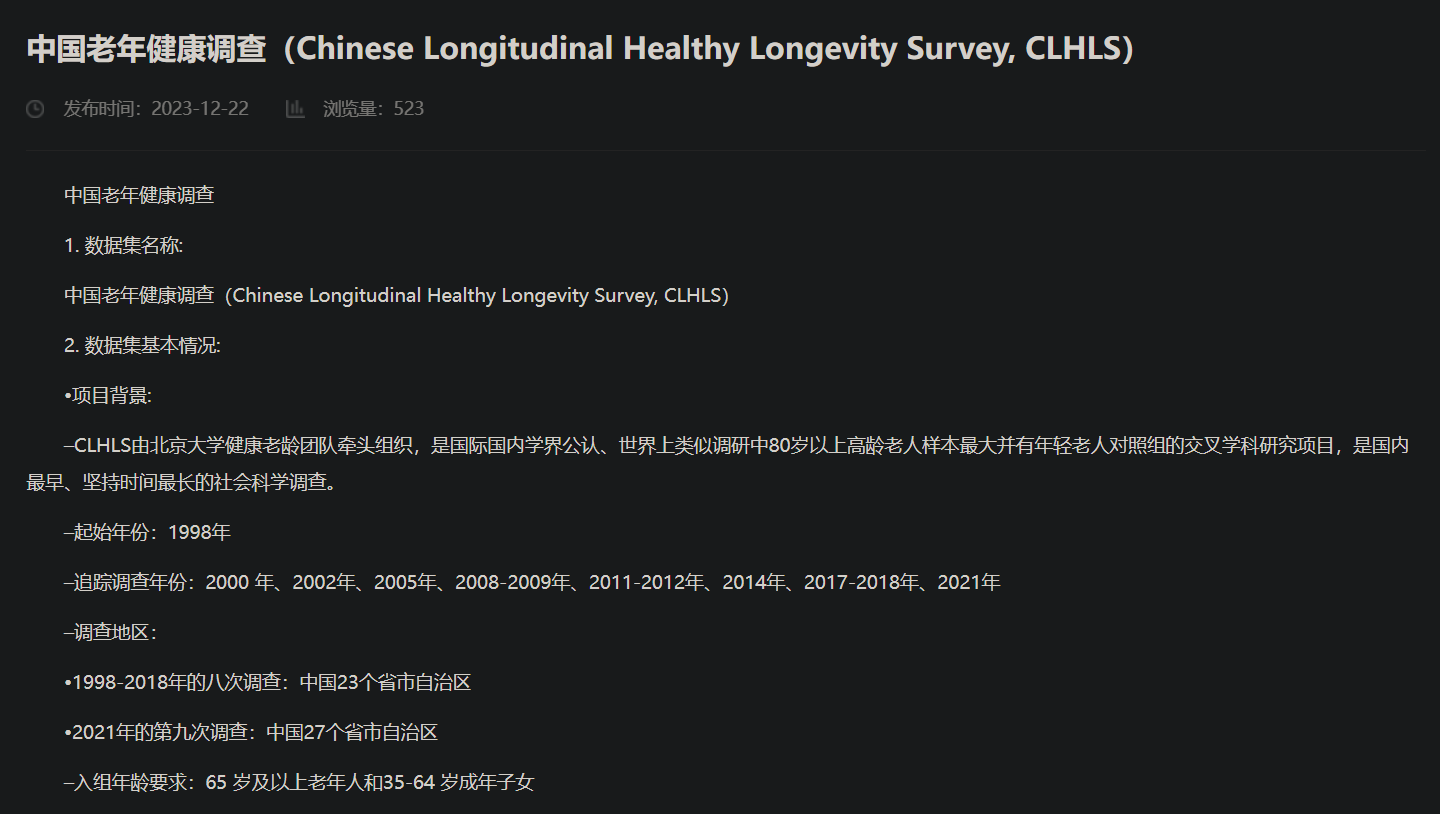 中国老年健康调查（Chinese Longitudinal Healthy Longevity Survey, CLHLS）
发布时间：2023-12-22 浏览量：523
中国老年健康调查
1. 数据集名称:
中国老年健康调查（Chinese Longitudinal Healthy Longevity Survey, CLHLS）
2. 数据集基本情况:
•项目背景:
–CLHLS由北京大学健康老龄团队牵头组织，是国际国内学界公认、世界上类似调研中80岁以上高龄老人样本最大并有年轻老人对照组的交叉学科研究项目，是国内
最早、坚持时间最长的社会科学调查。
–起始年份：1998年
–追踪调查年份：2000 年、2002年、2005年、2008-2009年、2011-2012年、2014年、2017-2018年、2021年
–调查地区：
•1998-2018年的八次调查：中国23个省市自治区
•2021年的第九次调查：中国27个省市自治区
–入组年龄要求：65 岁及以上老年人和35-64 岁成年子女